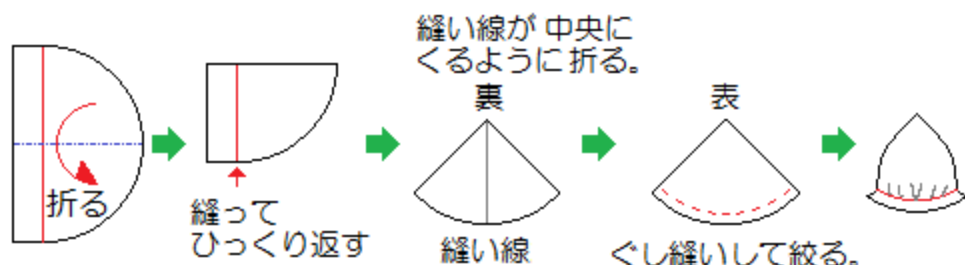 折る
縫って
ひっくり返す
縫い線が 中央に
くるように 折る。
裏
縫い線
表
ぐし縫いして絞る。